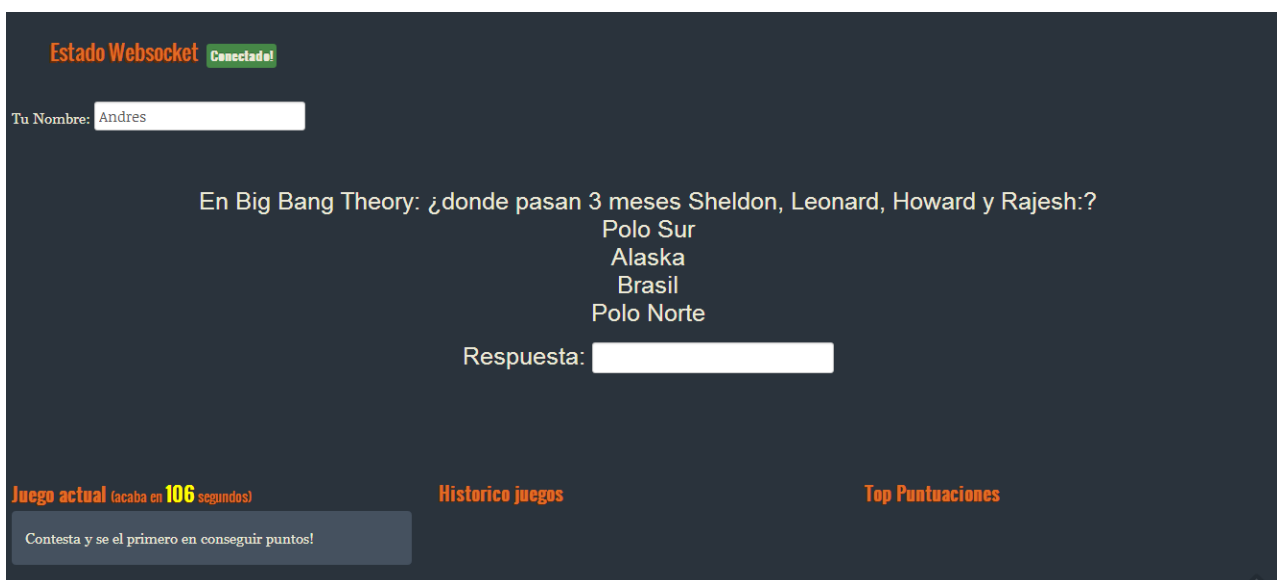 Estado Websocket Conectado!
Tu Nombre: Andres
En Big Bang Theory: ¿donde pasan 3 meses Sheldon, Leonard, Howard y Rajesh:?
Polo Sur
Alaska
Brasil
Polo Norte
Respuesta:
Juego actual (acaba en 106 segundos)
Historico juegos
Top Puntuaciones
Contesta y se el primero en conseguir puntos!